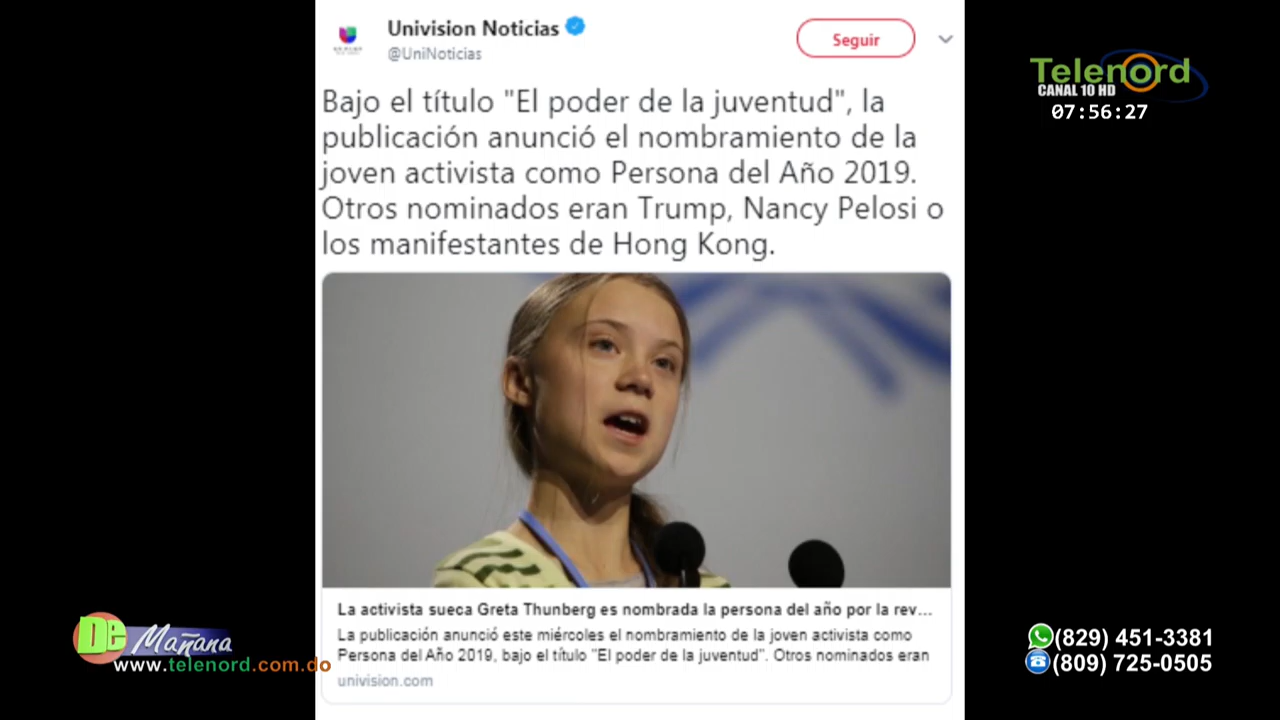 Univision Noticias
@UniNoticias
Seguir
Telenord
CANAL 10 HD
07:56:27
Bajo el título "El poder de la juventud", la
publicación anunció el nombramiento de la
joven activista como Persona del Año 2019.
Otros nominados eran Trump, Nancy Pelosi o
los manifestantes de Hong Kong.
La activista sueca Greta Thunberg es nombrada la persona del año por la rev...
La publicación anunció este miércoles el nombramiento de la joven activista como
Persona del Año 2019, bajo el título "El poder de la juventud". Otros nominados eran
univision.com
De Mañana
www.telenord.com.do
(829) 451-3381
(809) 725-0505